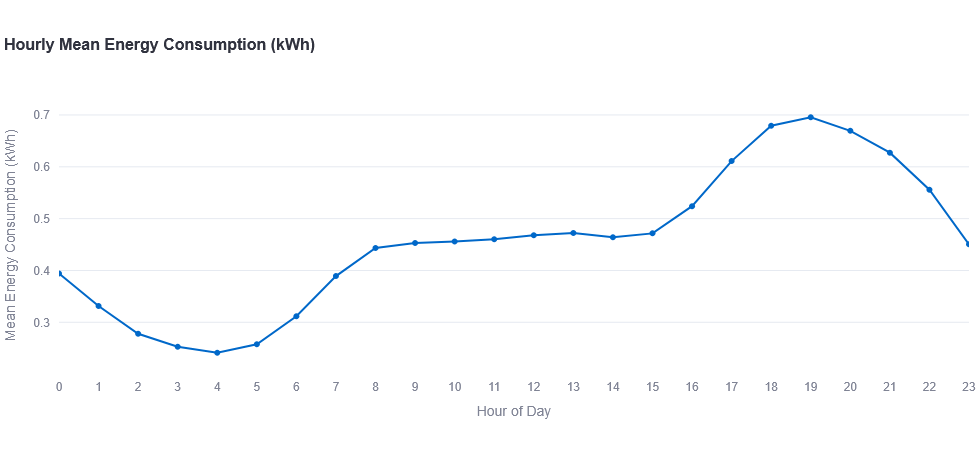 Hourly Mean Energy Consumption (kWh)
Mean Energy Consumption (kWh)
0.7
0.6
0.5
0.4
0.3
0 1 2 3 4 5 6 7 8 9 10 11 12 13 14 15 16 17 18 19 20 21 22 23
Hour of Day